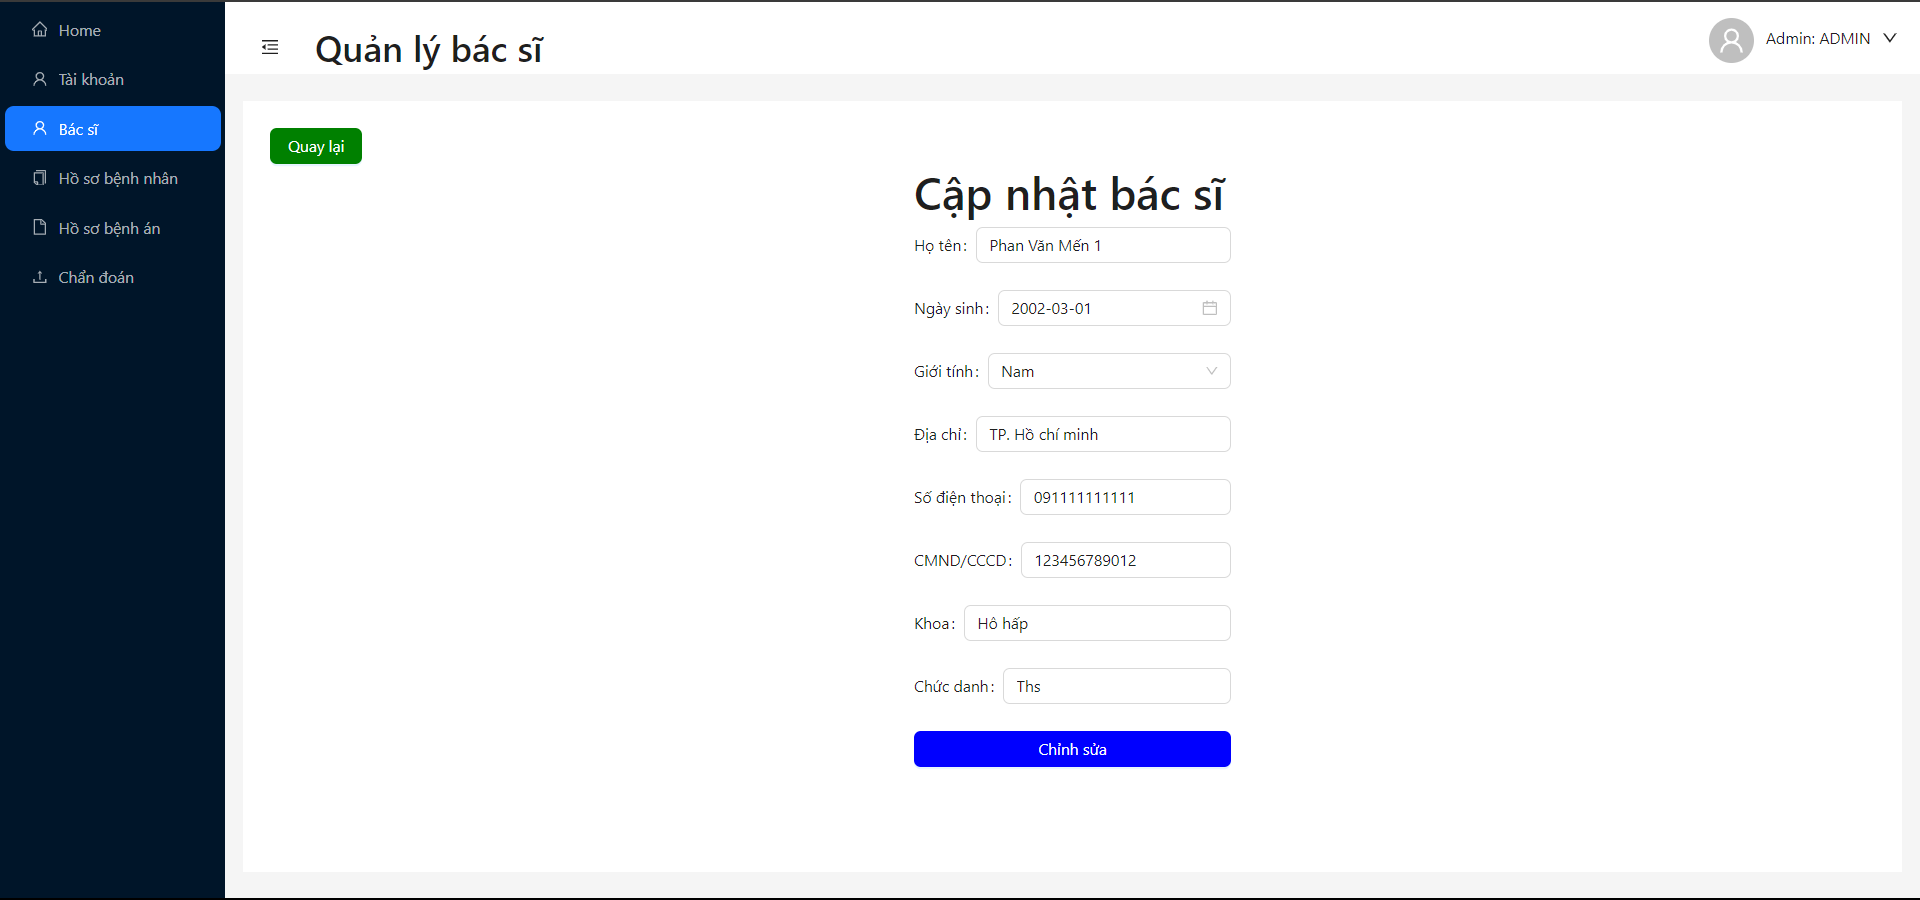 Home
Tài khoản
Bác sĩ
Hồ sơ bệnh nhân
Hồ sơ bệnh án
Chẩn đoán
Quản lý bác sĩ
Admin: ADMIN
Quay lại
Cập nhật bác sĩ
Họ tên: Phan Văn Mến 1
Ngày sinh: 2002-03-01
Giới tính: Nam
Địa chỉ: TP. Hồ chí minh
Số điện thoại: 091111111111
CMND/CCCD: 123456789012
Khoa: Hô hấp
Chức danh: Ths
Chỉnh sửa